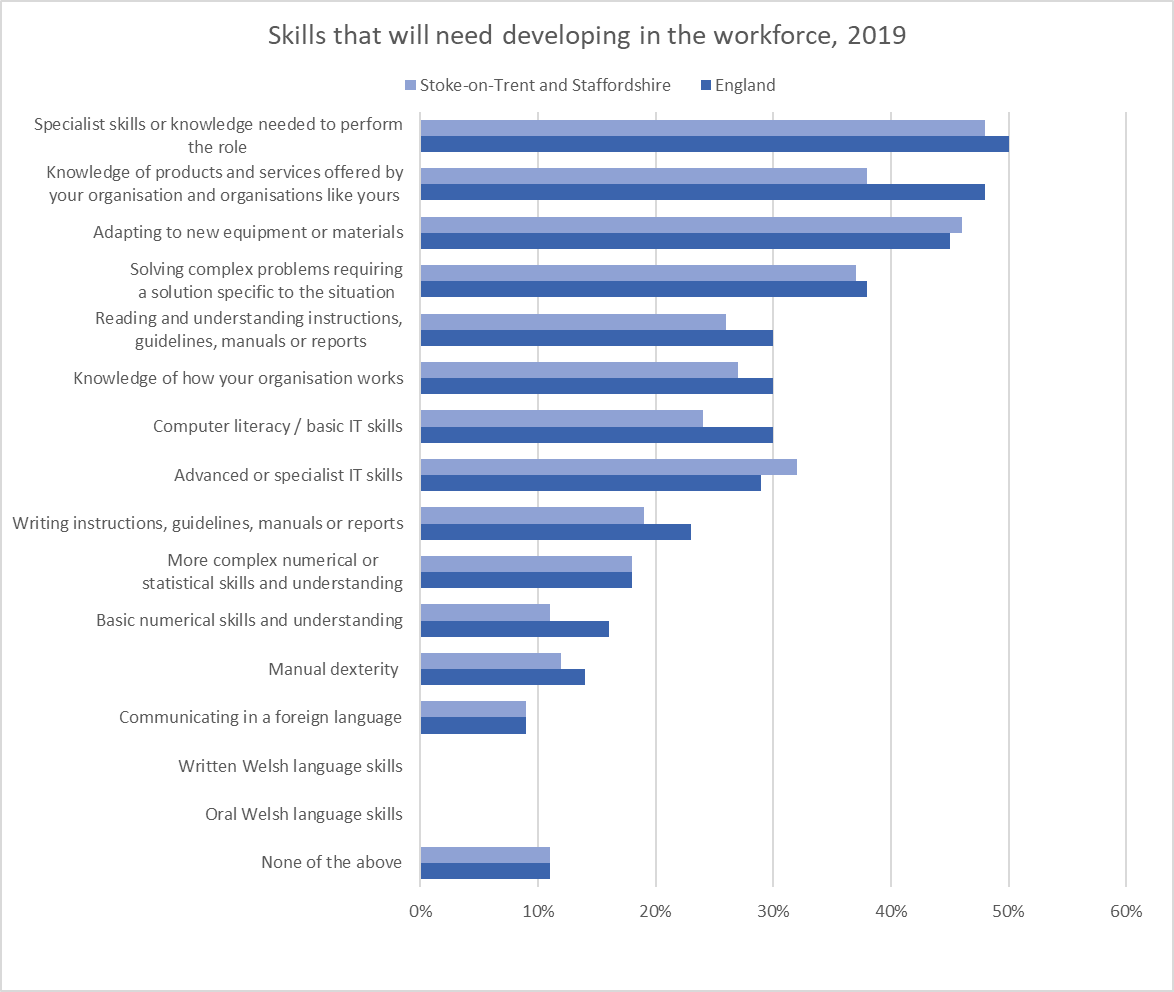 Skills that will need developing in the workforce, 2019
Stoke-on-Trent and Staffordshire
England
Specialist skills or knowledge needed to perform
the role
Knowledge of products and services offered by
your organisation and organisations like yours
Adapting to new equipment or materials
Solving complex problems requiring
a solution specific to the situation
Reading and understanding instructions,
guidelines, manuals or reports
Knowledge of how your organisation works
Computer literacy / basic IT skills
Advanced or specialist IT skills
Writing instructions, guidelines, manuals or reports
More complex numerical or
statistical skills and understanding
Basic numerical skills and understanding
Manual dexterity
Communicating in a foreign language
Written Welsh language skills
Oral Welsh language skills
None of the above
0% 10% 20% 30% 40% 50% 60%